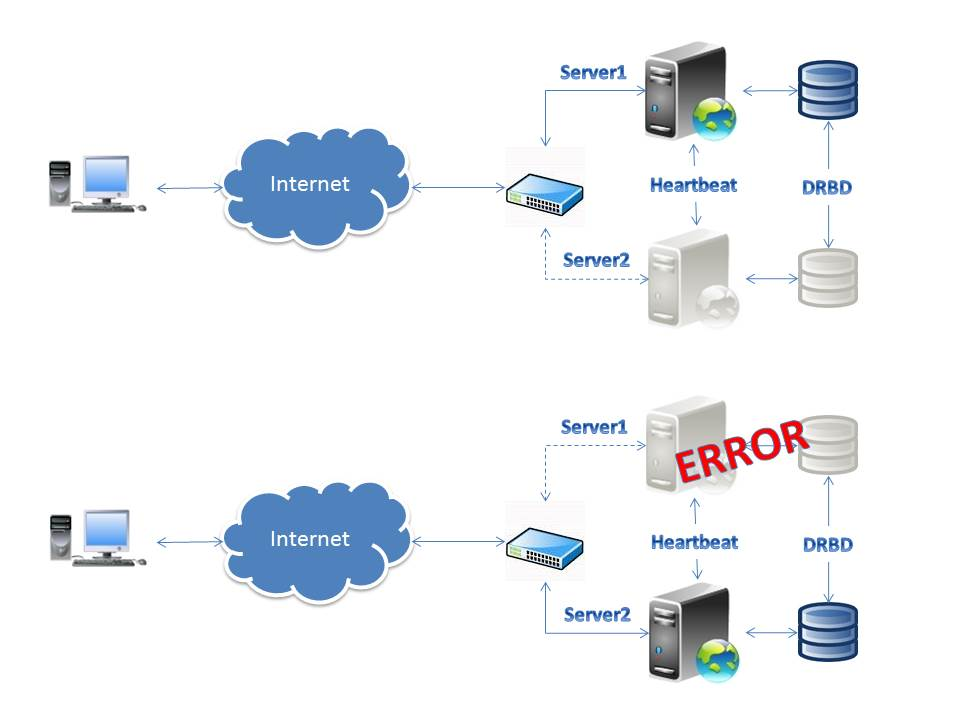 Server1
Internet
Heartbeat
DRBD
Server2
Server1
ERROR
Internet
Heartbeat
DRBD
Server2